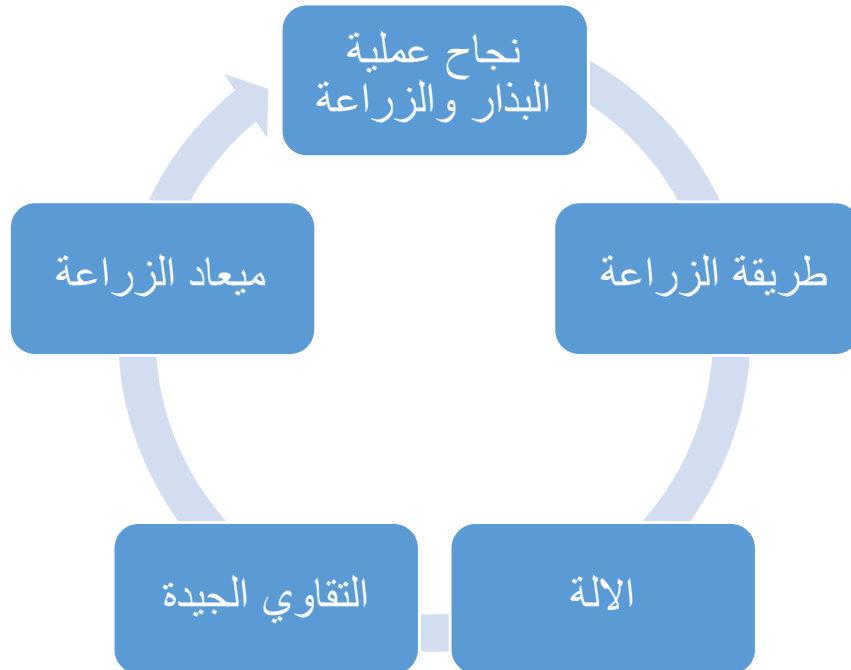 نجاح عملية
البذار والزراعة
طريقة الزراعة
الالة
التقاوي الجيدة
ميعاد الزراعة